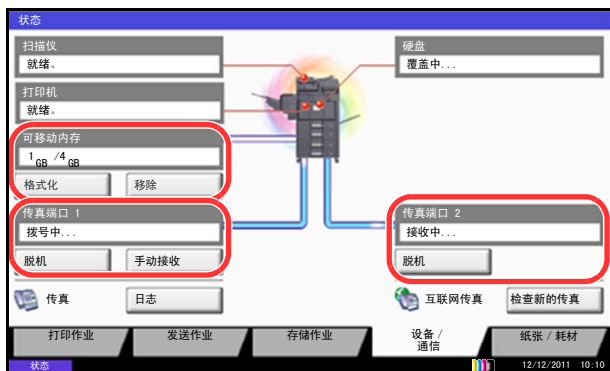 状态
扫描仪
就绪。
硬盘
覆盖中...
打印机
就绪。
可移动内存
1 GB /4 GB
格式化 移除
传真端口 1
拨号中...
脱机 手动接收
传真端口 2
接收中...
脱机
传真 日志
互联网传真 检查新的传真
打印作业 发送作业 存储作业 设备 / 通信 纸张 / 耗材
状态 12/12/2011 10:10